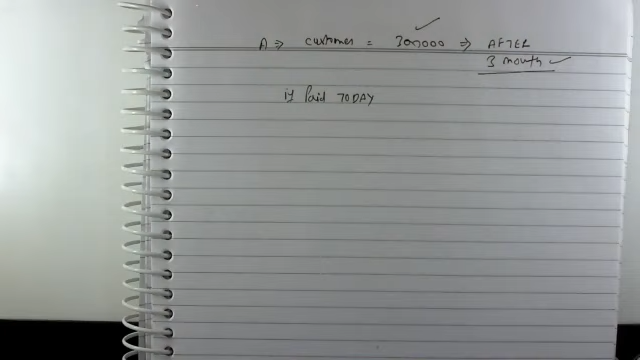 A ⇒ customer = 300000 ⇒ AFTER
3 month
if Paid TODAY